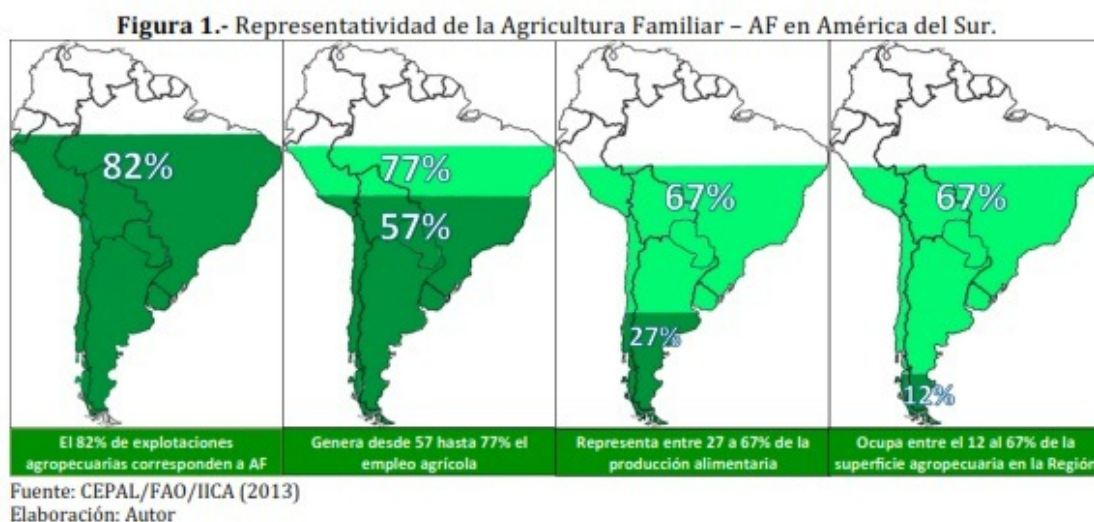 Figura 1.- Representatividad de la Agricultura Familiar – AF en América del Sur.
82%
77%
57%
67%
27%
67%
12%
El 82% de explotaciones
agropecuarias corresponden a AF
Genera desde 57 hasta 77% el
empleo agrícola
Representa entre 27 a 67% de la
producción alimentaria
Ocupa entre el 12 al 67% de la
superficie agropecuaria en la Región
Fuente: CEPAL/FAO/IICA (2013)
Elaboración: Autor